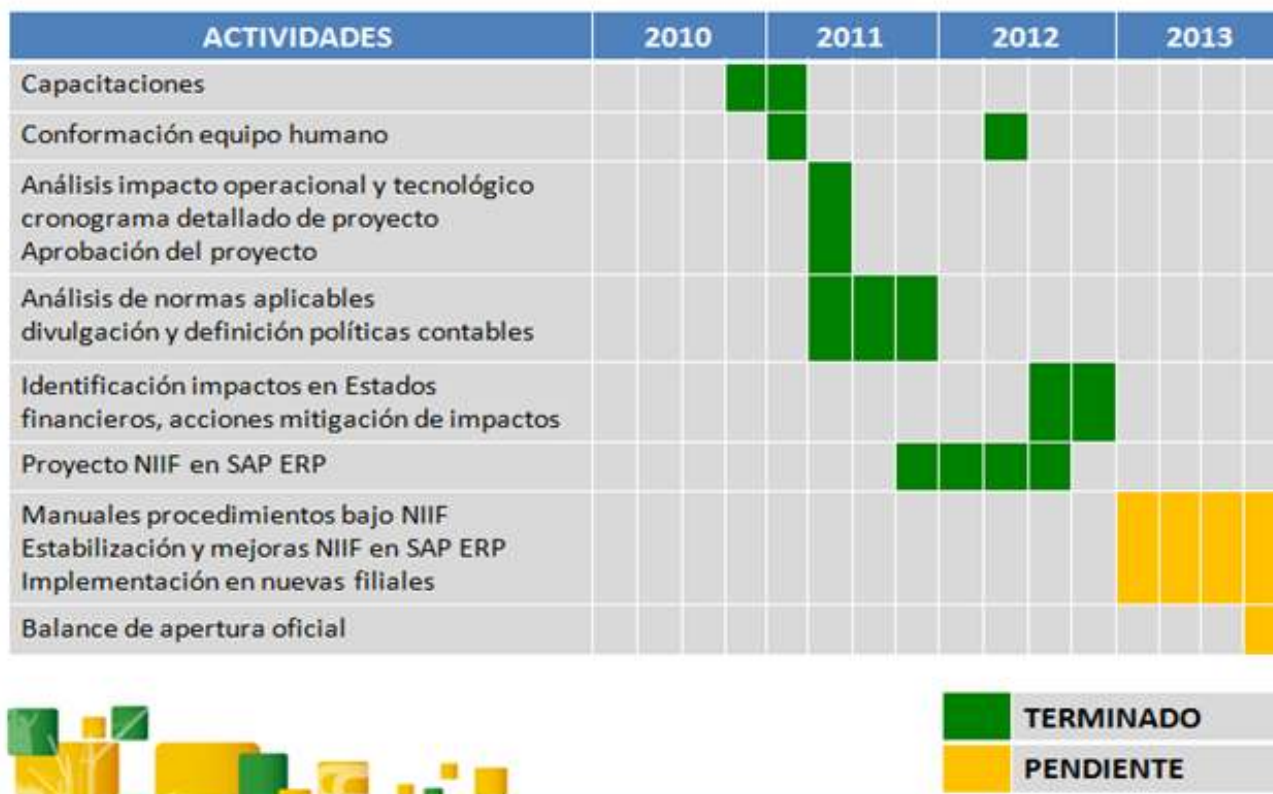 ACTIVIDADES 2010 2011 2012 2013
Capacitaciones
Conformación equipo humano
Análisis impacto operacional y tecnológico
cronograma detallado de proyecto
Aprobación del proyecto
Análisis de normas aplicables
divulgación y definición políticas contables
Identificación impactos en Estados
financieros, acciones mitigación de impactos
Proyecto NIIF en SAP ERP
Manuales procedimientos bajo NIIF
Estabilización y mejoras NIIF en SAP ERP
Implementación en nuevas filiales
Balance de apertura oficial
TERMINADO
PENDIENTE